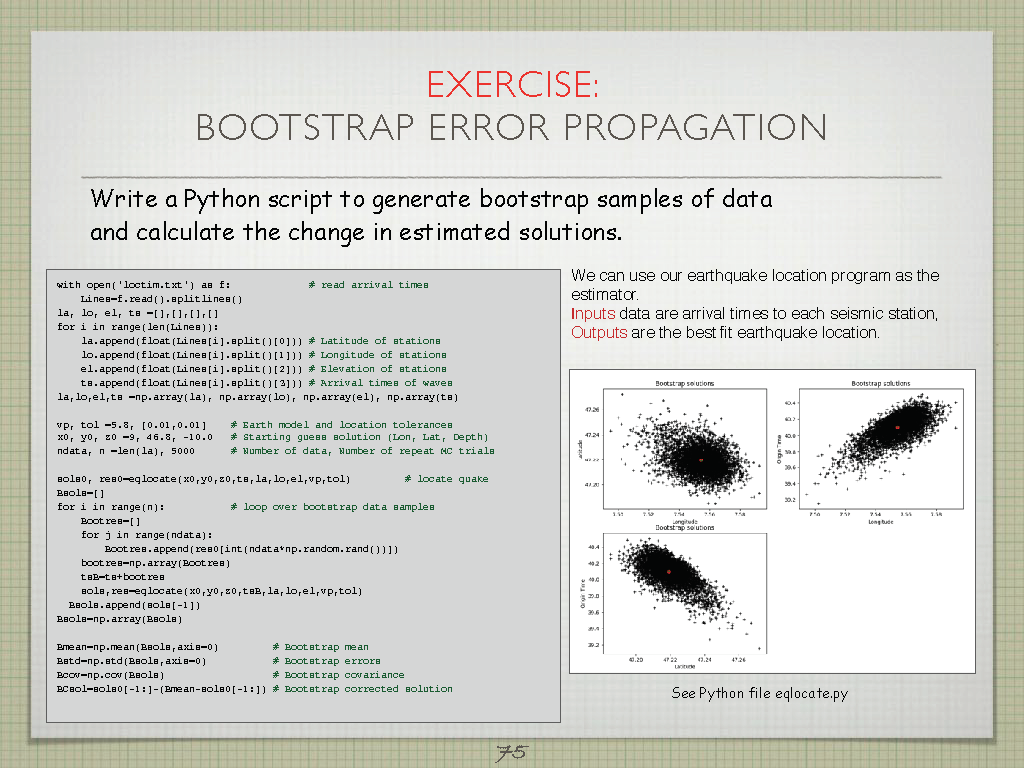 EXERCISE:
BOOTSTRAP ERROR PROPAGATION
Write a Python script to generate bootstrap samples of data
and calculate the change in estimated solutions.
with open('loctim.txt') as f: # read arrival times
Lines=f.read().splitlines()
la, lo, el, ts =[],[],[],[]
for i in range(len(Lines)):
la.append(float(Lines[i].split()[0])) # Latitude of stations
lo.append(float(Lines[i].split()[1])) # Longitude of stations
el.append(float(Lines[i].split()[2])) # Elevation of stations
ts.append(float(Lines[i].split()[3])) # Arrival times of waves
la,lo,el,ts =np.array(la), np.array(lo), np.array(el), np.array(ts)
vp, tol =5.8, [0.01,0.01] # Earth model and location tolerances
x0, y0, z0 =9, 46.8, -10.0 # Starting guess solution (Lon, Lat, Depth)
ndata, n =len(la), 5000 # Number of data, Number of repeat MC trials
sols0, res0=eqlocate(x0,y0,z0,ts,la,lo,el,vp,tol) # locate quake
Bsols=[]
for i in range(n): # loop over bootstrap data samples
Bootres=[]
for j in range(ndata):
Bootres.append(res0[int(ndata*np.random.rand())])
bootres=np.array(Bootres)
tsB=ts+bootres
sols,res=eqlocate(x0,y0,z0,tsB,la,lo,el,vp,tol)
Bsols.append(sols[-1])
Bsols=np.array(Bsols)
Bmean=np.mean(Bsols,axis=0) # Bootstrap mean
Bstd=np.std(Bsols,axis=0) # Bootstrap errors
Bcov=np.cov(Bsols) # Bootstrap covariance
BCsol=sols0[-1:]-(Bmean-sols0[-1:]) # Bootstrap corrected solution
We can use our earthquake location program as the
estimator.
Inputs data are arrival times to each seismic station,
Outputs are the best fit earthquake location.
Bootstrap solutions
47.26
47.24
47.22
47.20
Latitude
7.50 7.52 7.54 7.56 7.58
Longitude
Bootstrap solutions
40.4
40.2
40.0
39.8
39.6
39.4
39.2
Origin Time
7.50 7.52 7.54 7.56 7.58
Longitude
Bootstrap solutions
40.4
40.2
40.0
39.8
39.6
39.4
39.2
Origin Time
47.22 47.24 47.26
Latitude
See Python file eqlocate.py
75